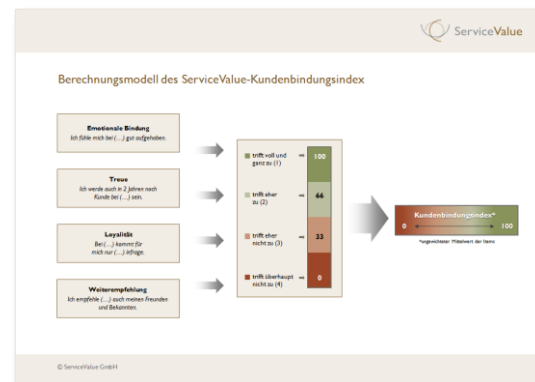 ServiceValue
Berechnungsmodell des ServiceValue-Kundenbindungsindex
Emotionale Bindung
Ich fühle mich bei (…) gut aufgehoben.
Treue
Ich werde auch in 2 Jahren noch
Kunde bei (…) sein.
Loyalität
Bei (…) kommt für
mich nur (…) infrage.
Weiterempfehlung
Ich empfehle (…) auch meinen Freunden
und Bekannten.
trifft voll und
ganz zu (1)
100
trifft eher
zu (2)
66
trifft eher
nicht zu (3)
33
trifft überhaupt
nicht zu (4)
0
Kundenbindungsindex*
0 100
*ungewichteter Mittelwert der Items
© ServiceValue GmbH